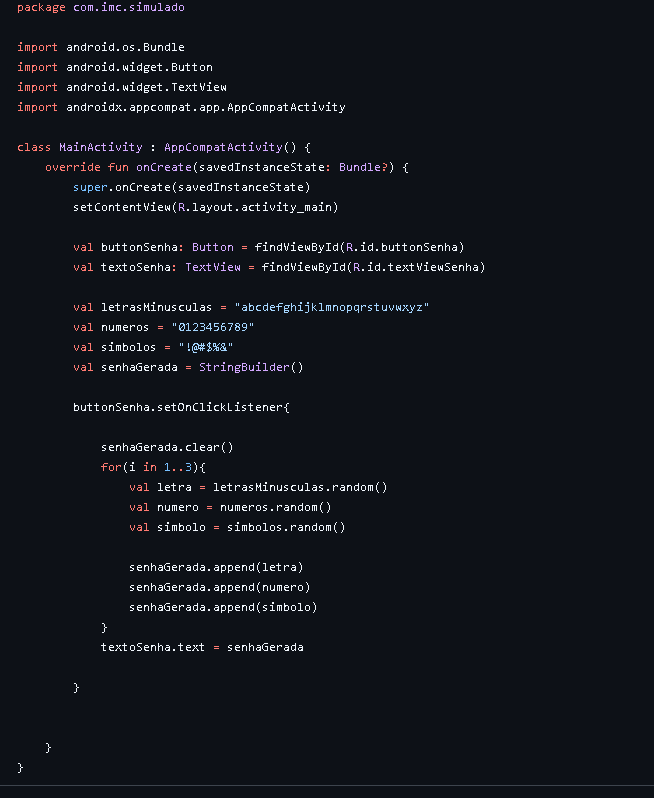 package com.imc.simulado
import android.os.Bundle
import android.widget.Button
import android.widget.TextView
import androidx.appcompat.app.AppCompatActivity
class MainActivity : AppCompatActivity() {
override fun onCreate(savedInstanceState: Bundle?) {
super.onCreate(savedInstanceState)
setContentView(R.layout.activity_main)
val buttonSenha: Button = findViewById(R.id.buttonSenha)
val textoSenha: TextView = findViewById(R.id.textViewSenha)
val letrasMinusculas = "abcdefghijklmnopqrstuvwxyz"
val numeros = "0123456789"
val simbolos = "!@#$%&"
val senhaGerada = StringBuilder()
buttonSenha.setOnClickListener{
senhaGerada.clear()
for(i in 1..3){
val letra = letrasMinusculas.random()
val numero = numeros.random()
val simbolo = simbolos.random()
senhaGerada.append(letra)
senhaGerada.append(numero)
senhaGerada.append(simbolo)
}
textoSenha.text = senhaGerada
}
}
}